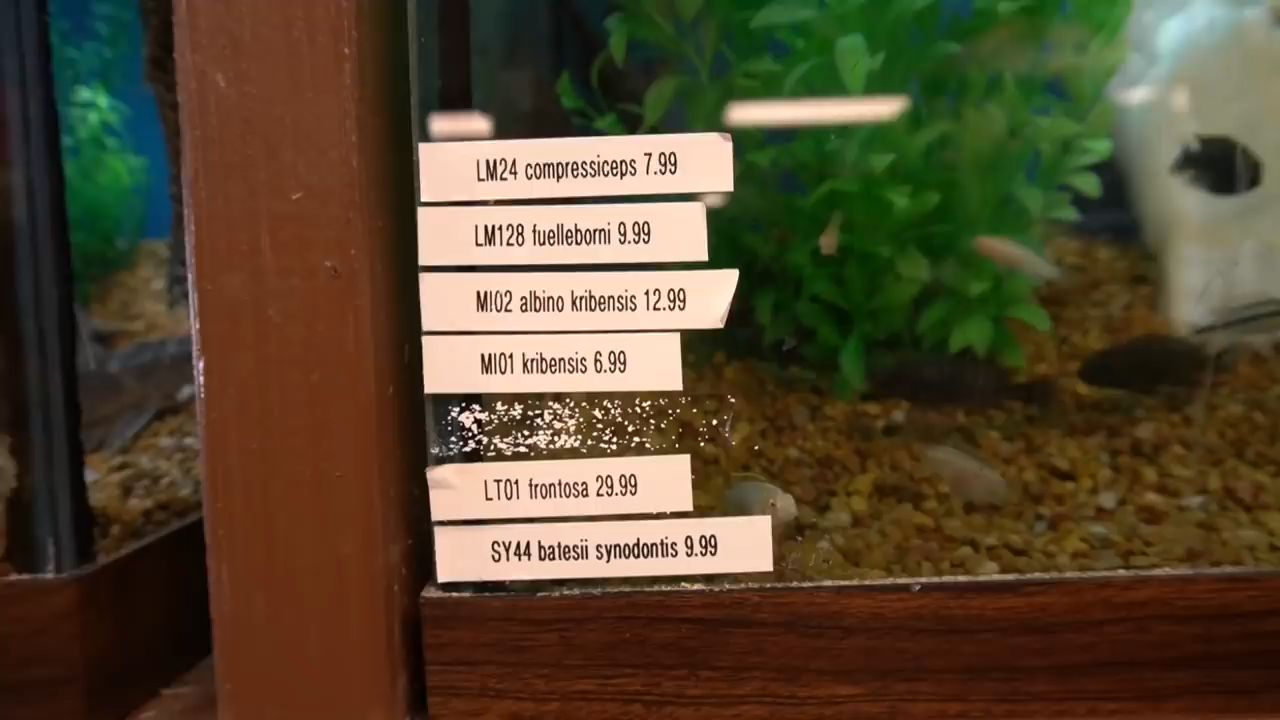 LM24 compressiceps 7.99
LM128 fuelleborni 9.99
MI02 albino kribensis 12.99
MI01 kribensis 6.99
LT01 frontosa 29.99
SY44 batesii synodontis 9.99